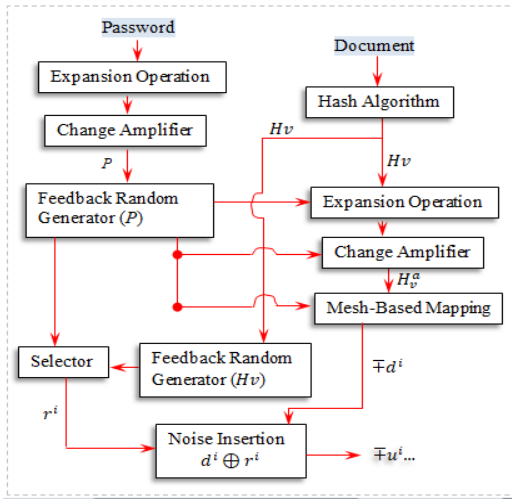 Password
Document
Expansion Operation
Hash Algorithm
Change Amplifier
Hv
P
Hv
Feedback Random
Generator (P)
Expansion Operation
Change Amplifier
H_v^a
Mesh-Based Mapping
Selector
Feedback Random
Generator (Hv)
∓d^i
r^i
Noise Insertion
d^i ⊕ r^i
∓u^i...